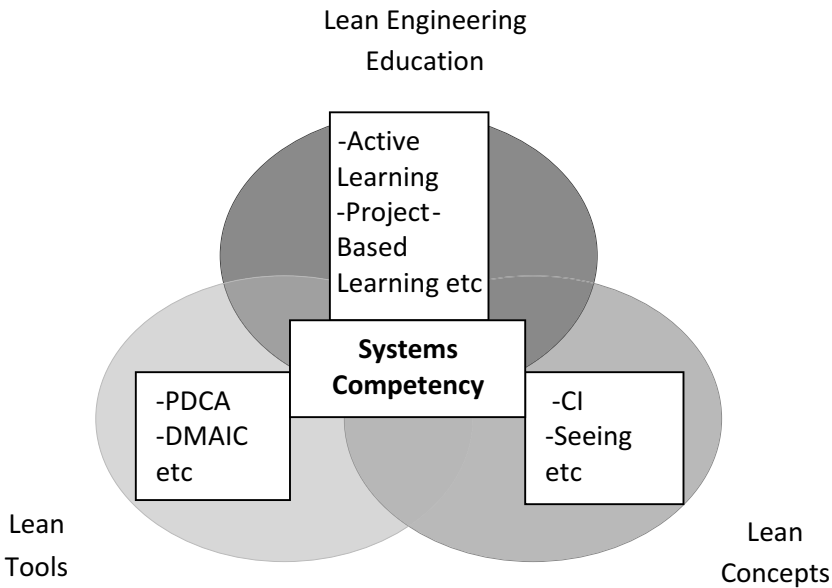 Lean Engineering
Education
-Active
Learning
-Project-
Based
Learning etc
Systems
Competency
-PDCA
-DMAIC
etc
-CI
-Seeing
etc
Lean
Tools
Lean
Concepts